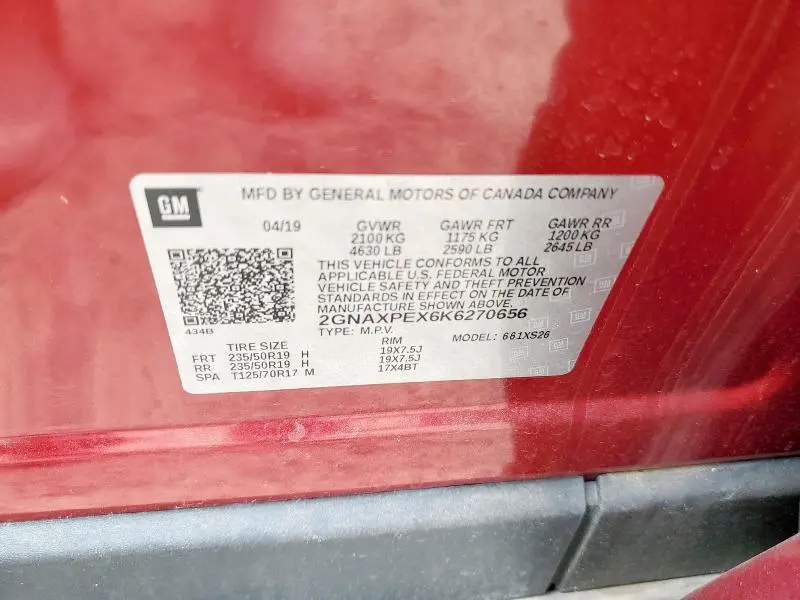 GM
MFD BY GENERAL MOTORS OF CANADA COMPANY
04/19 GVWR GAWR FRT GAWR RR
2100 KG 1175 KG 1200 KG
4630 LB 2590 LB 2645 LB
THIS VEHICLE CONFORMS TO ALL
APPLICABLE U.S. FEDERAL MOTOR
VEHICLE SAFETY AND THEFT PREVENTION
STANDARDS IN EFFECT ON THE DATE OF
MANUFACTURE SHOWN ABOVE.
2GNAXPEX6K6270656
434B
TYPE: M.P.V. MODEL: 661XS26
TIRE SIZE RIM
FRT 235/50R19 H 19X7.5J
RR 235/50R19 H 19X7.5J
SPA T125/70R17 M 17X4BT